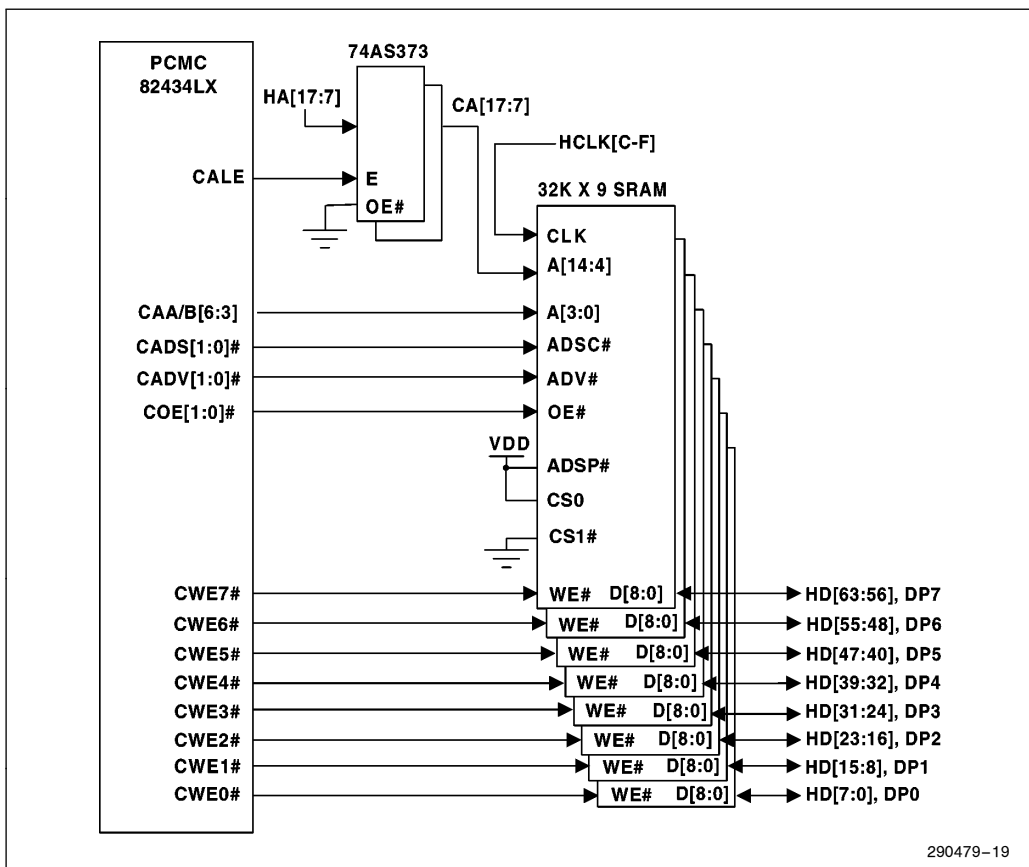 PCMC
82434LX
74AS373
HA[17:7]
CA[17:7]
CALE
E
OE#
HCLK[C-F]
32K X 9 SRAM
CLK
A[14:4]
CAA/B[6:3]
A[3:0]
CADS[1:0]#
ADSC#
CADV[1:0]#
ADV#
COE[1:0]#
OE#
VDD
ADSP#
CS0
CS1#
CWE7# WE# D[8:0] HD[63:56], DP7
CWE6# WE# D[8:0] HD[55:48], DP6
CWE5# WE# D[8:0] HD[47:40], DP5
CWE4# WE# D[8:0] HD[39:32], DP4
CWE3# WE# D[8:0] HD[31:24], DP3
CWE2# WE# D[8:0] HD[23:16], DP2
CWE1# WE# D[8:0] HD[15:8], DP1
CWE0# WE# D[8:0] HD[7:0], DP0
290479–19